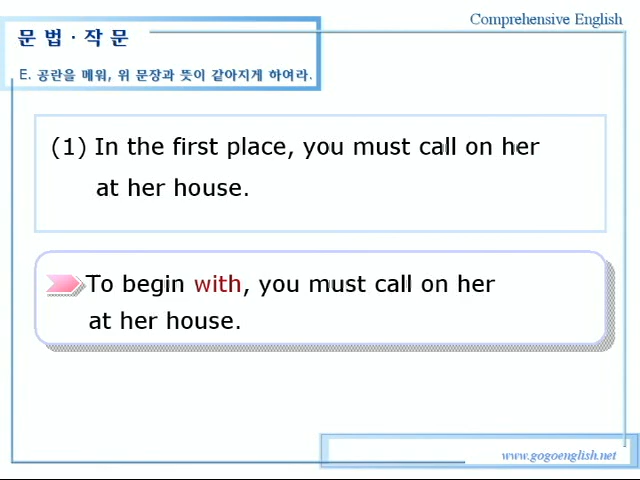 Comprehensive English
문 법 · 작 문
E. 공란을 메워, 위 문장과 뜻이 같아지게 하여라.
(1) In the first place, you must call on her
at her house.
To begin with, you must call on her
at her house.
www.gogoenglish.net